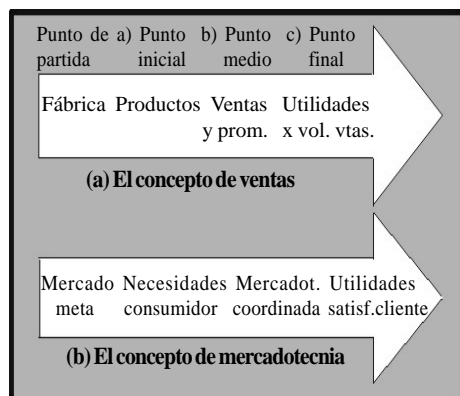 Punto de a) Punto b) Punto c) Punto
partida inicial medio final
Fábrica Productos Ventas Utilidades
y prom. x vol. vtas.
(a) El concepto de ventas
Mercado Necesidades Mercadot. Utilidades
meta consumidor coordinada satisf.cliente
(b) El concepto de mercadotecnia